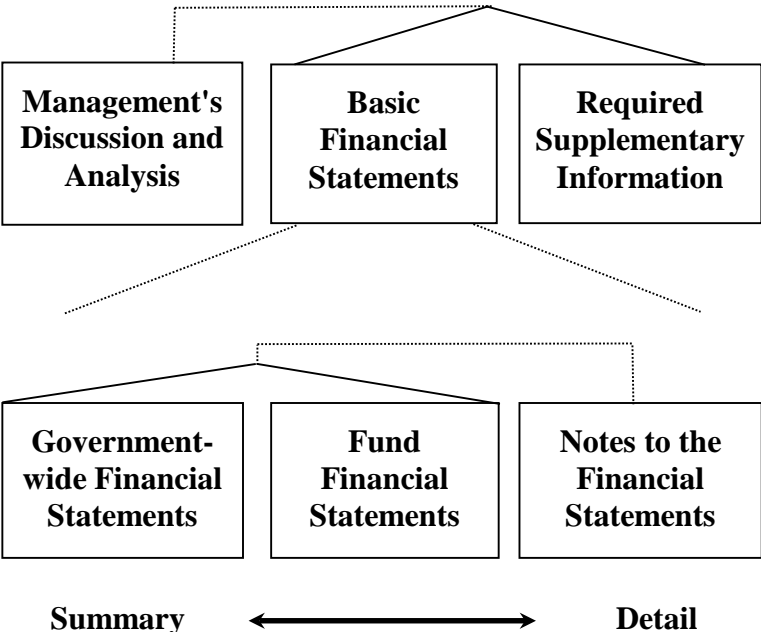 Management's
Discussion and
Analysis
Basic
Financial
Statements
Required
Supplementary
Information
Government-
wide Financial
Statements
Fund
Financial
Statements
Notes to the
Financial
Statements
Summary
Detail